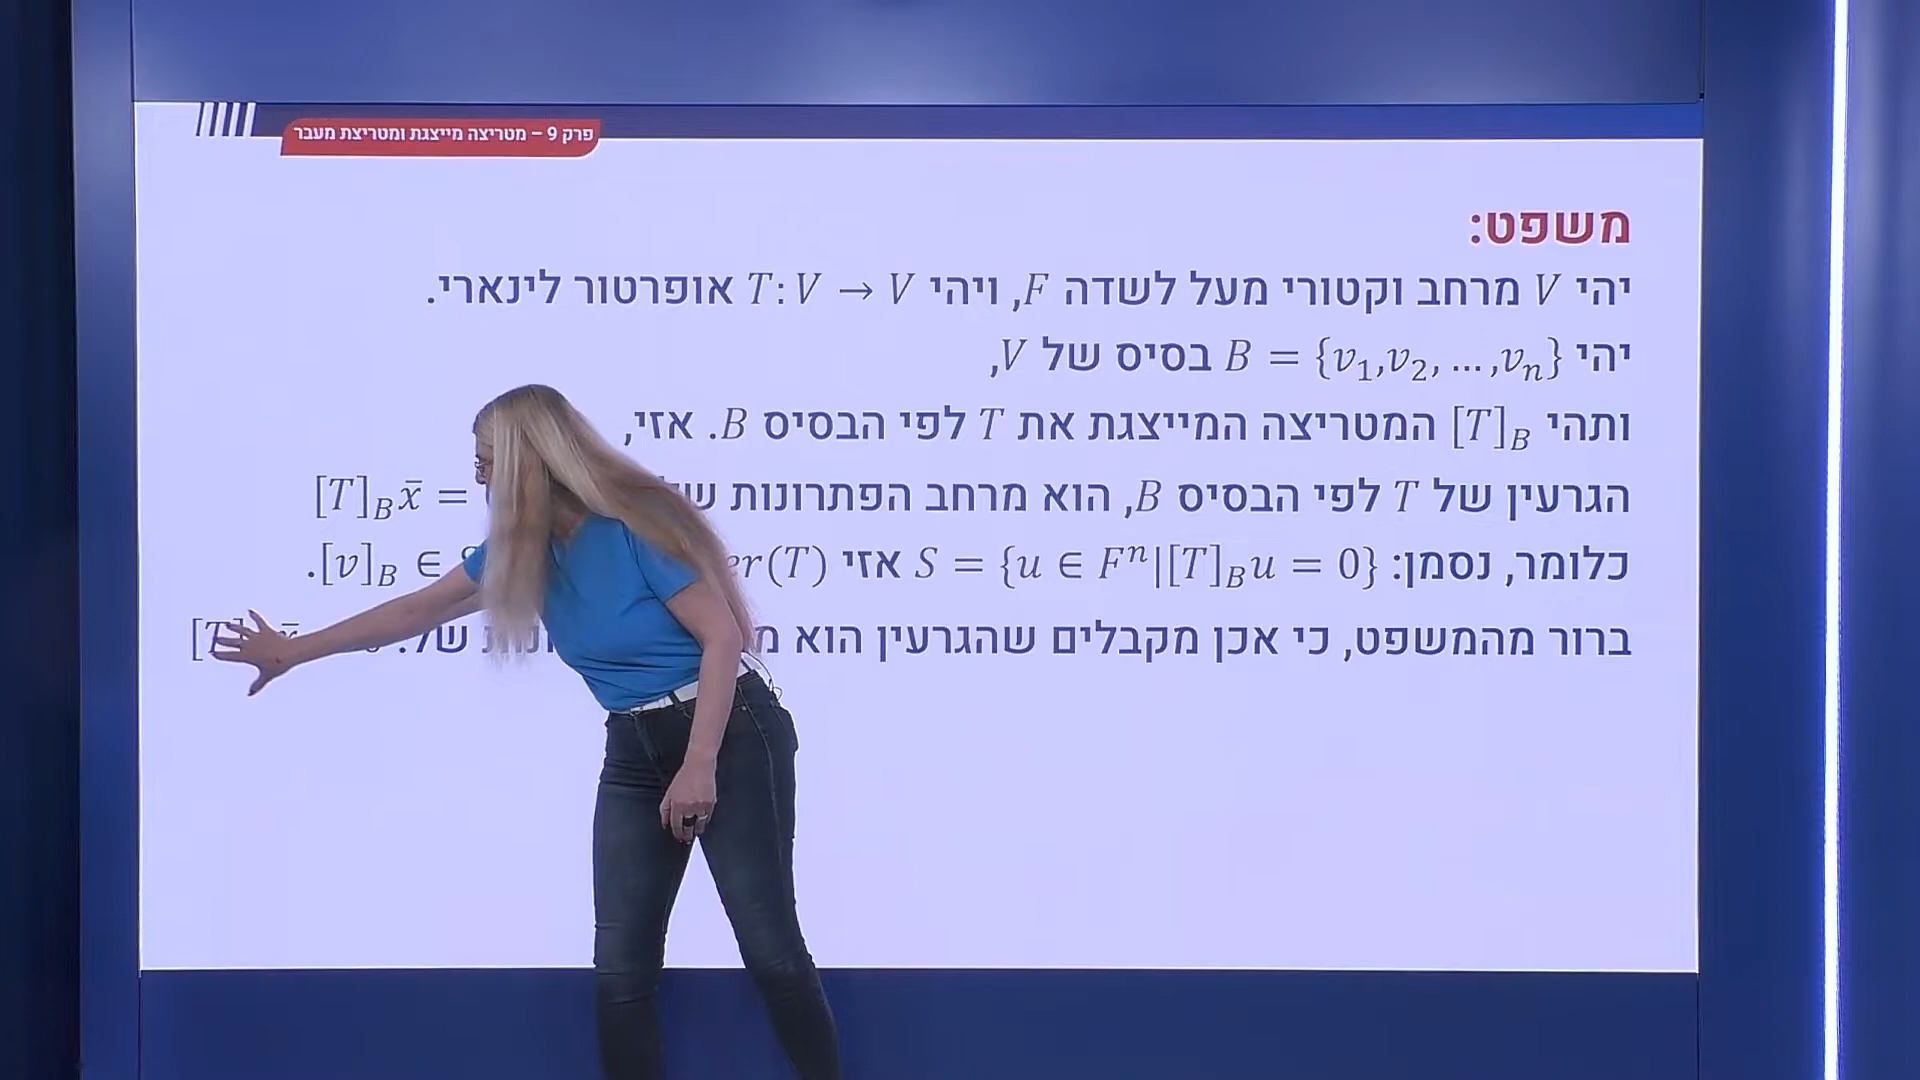 פרק 9 – מטריצה מייצגת ומטריצת מעבר
משפט:
יהי V מרחב וקטורי מעל לשדה F, ויהי T: V → V אופרטור לינארי.
יהי B = {v₁,v₂, … ,vₙ} בסיס של V,
ותהי [T]_B המטריצה המייצגת את T לפי הבסיס B. אזי,
הגרעין של T לפי הבסיס B, הוא מרחב הפתרונות [T]_B x̄ =
כלומר, נסמן: S = {u ∈ Fⁿ|[T]_B u = 0} אזי (T) [v]_B ∈ .
ברור מהמשפט, כי אכן מקבלים שהגרעין הוא של: